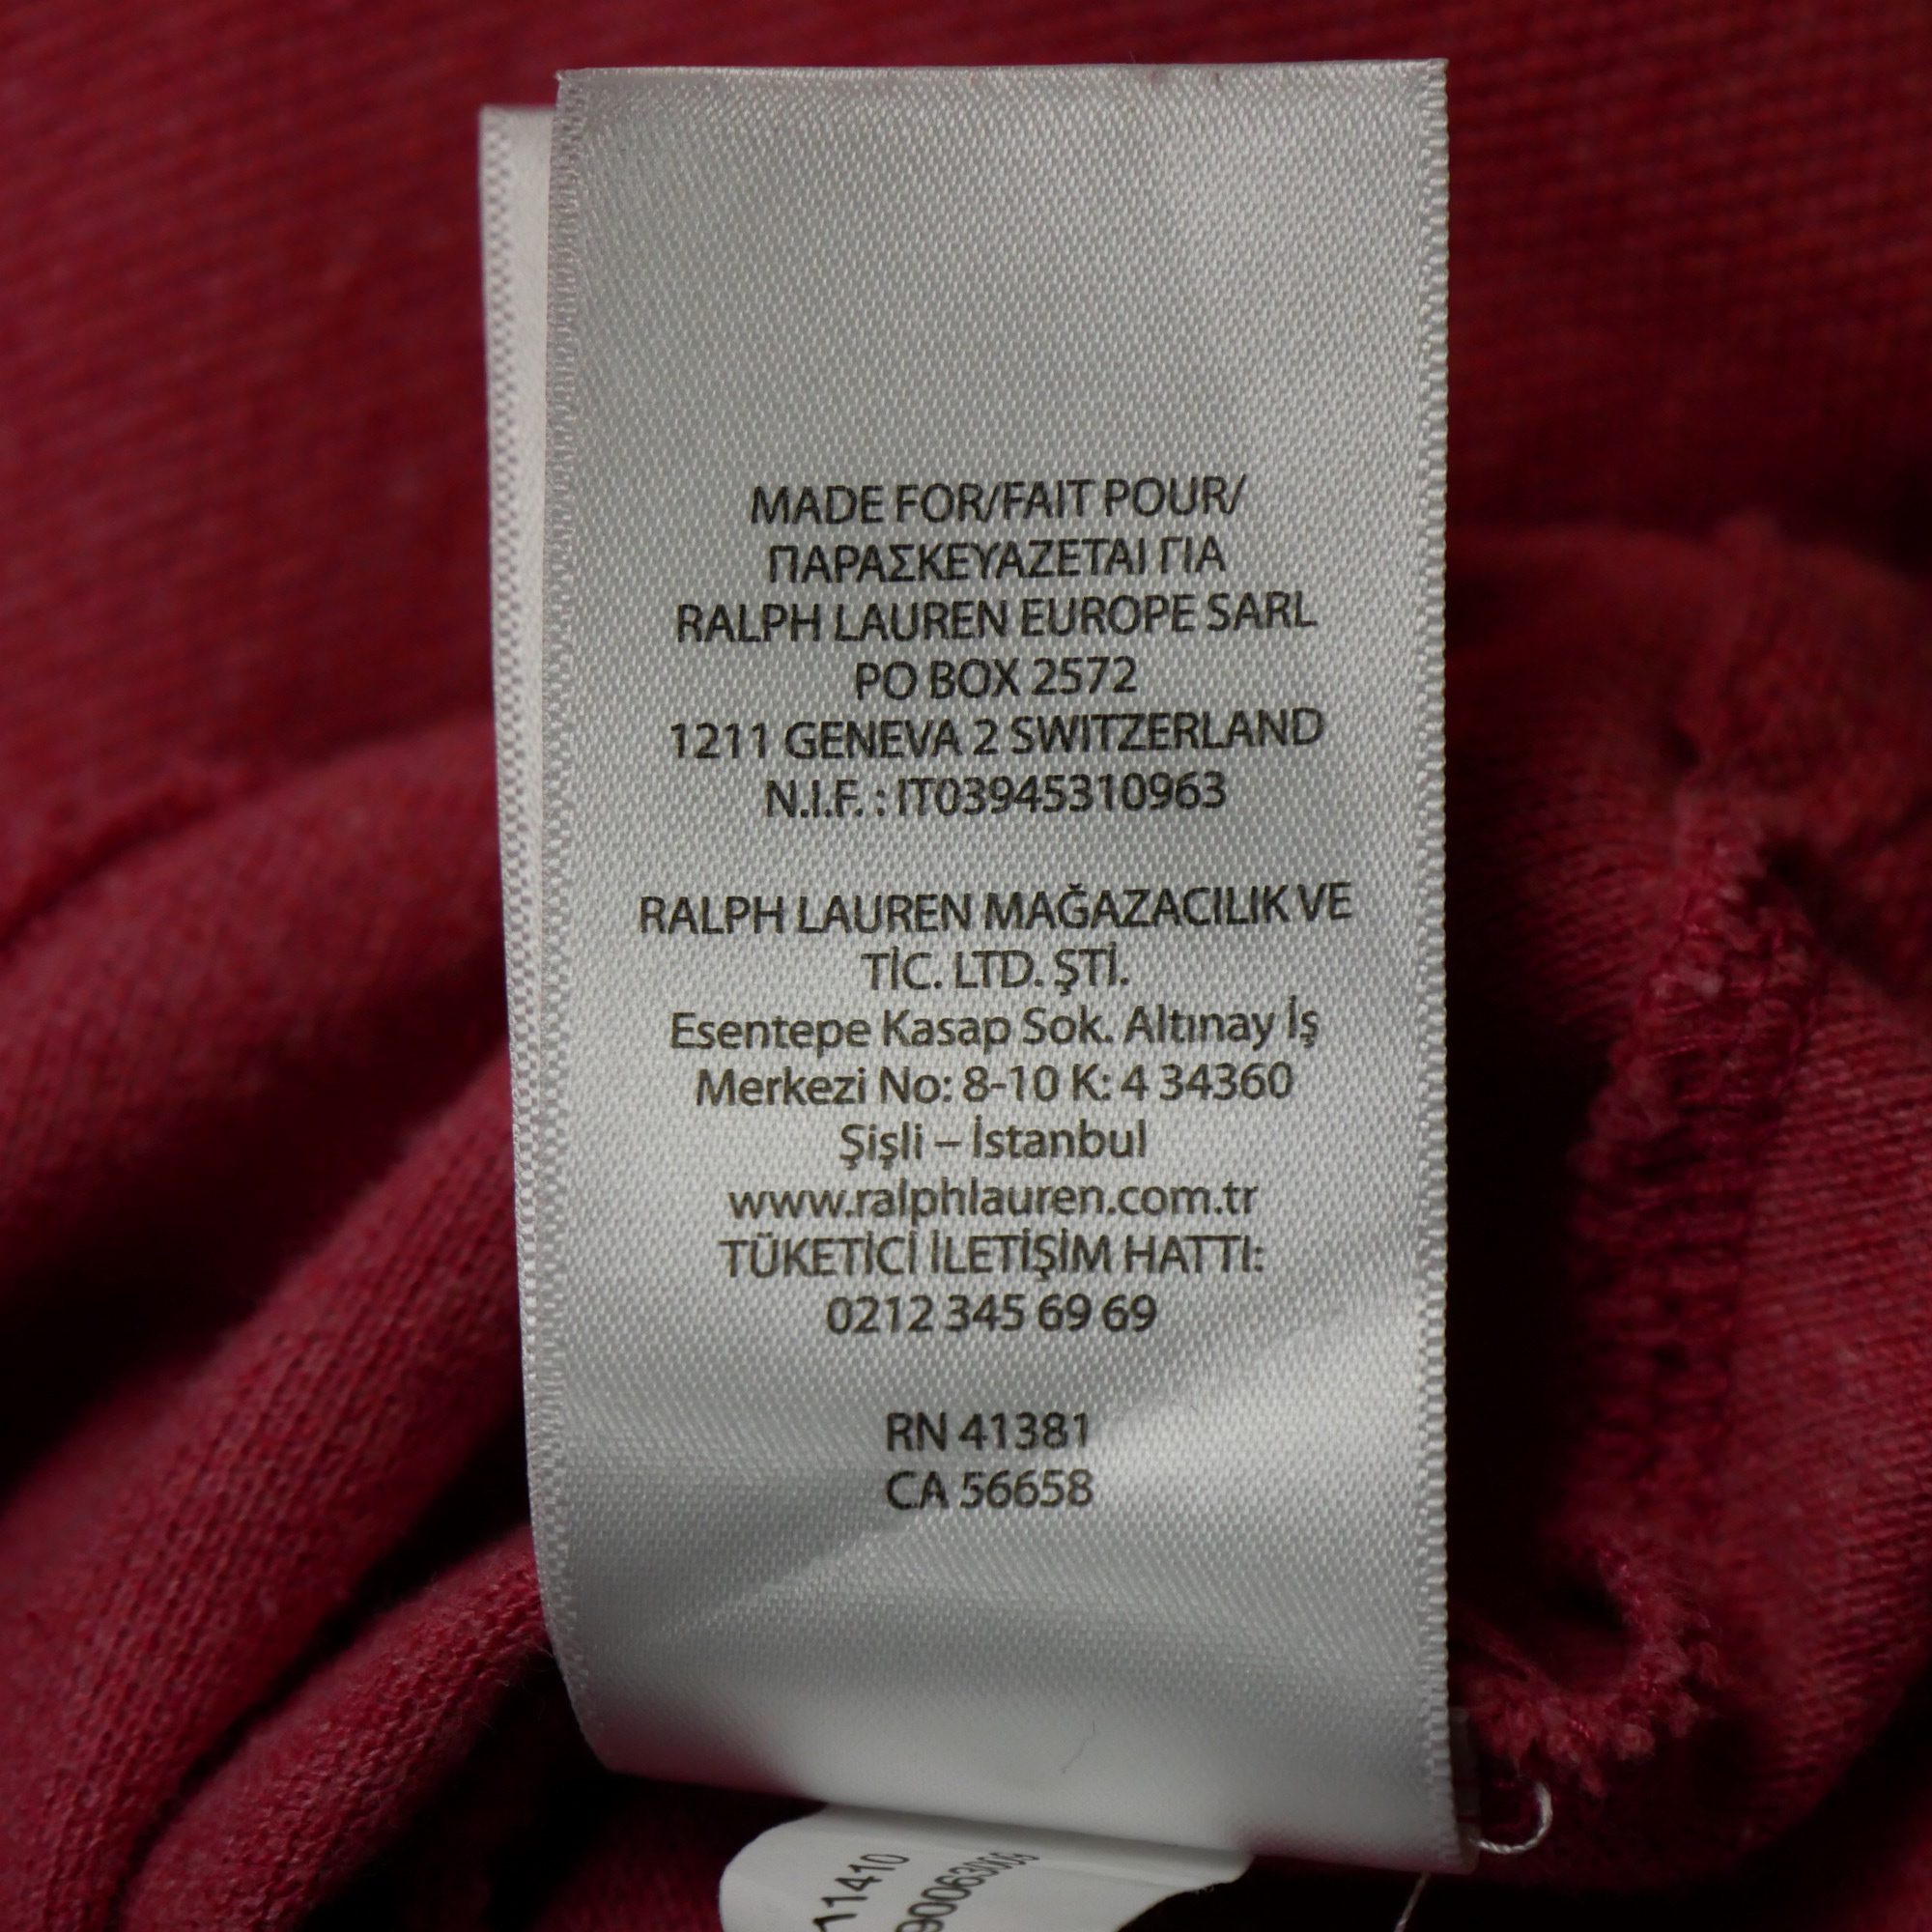 MADE FOR/FAIT POUR/
ΠΑΡΑΣΚΕΥΑΖΕΤΑΙ ΓΙΑ
RALPH LAUREN EUROPE SARL
PO BOX 2572
1211 GENEVA 2 SWITZERLAND
N.I.F. : IT03945310963
RALPH LAUREN MAĞAZACILIK VE
TİC. LTD. ŞTİ.
Esentepe Kasap Sok. Altınay İş
Merkezi No: 8-10 K: 4 34360
Şişli – İstanbul
www.ralphlauren.com.tr
TÜKETİCİ İLETİŞİM HATTI:
0212 345 69 69
RN 41381
CA 56658